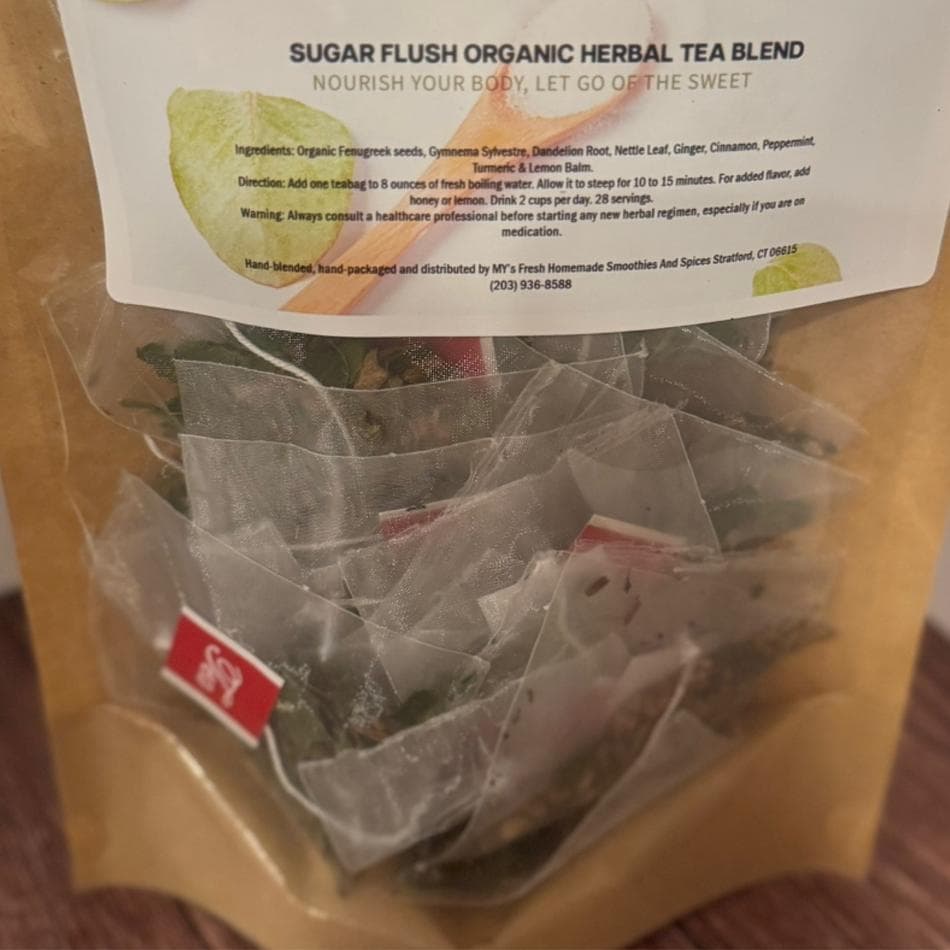 SUGAR FLUSH ORGANIC HERBAL TEA BLEND
NOURISH YOUR BODY, LET GO OF THE SWEET
Ingredients: Organic Fenugreek seeds, Gymnema Sylvestre, Dandelion Root, Nettle Leaf, Ginger, Cinnamon, Peppermint,
Turmeric & Lemon Balm.
Direction: Add one teabag to 8 ounces of fresh boiling water. Allow it to steep for 10 to 15 minutes. For added flavor, add
honey or lemon. Drink 2 cups per day. 28 servings.
Warning: Always consult a healthcare professional before starting any new herbal regimen, especially if you are on
medication.
Hand-blended, hand-packaged and distributed by MY's Fresh Homemade Smoothies And Spices Stratford, CT 06615
(203) 936-8588